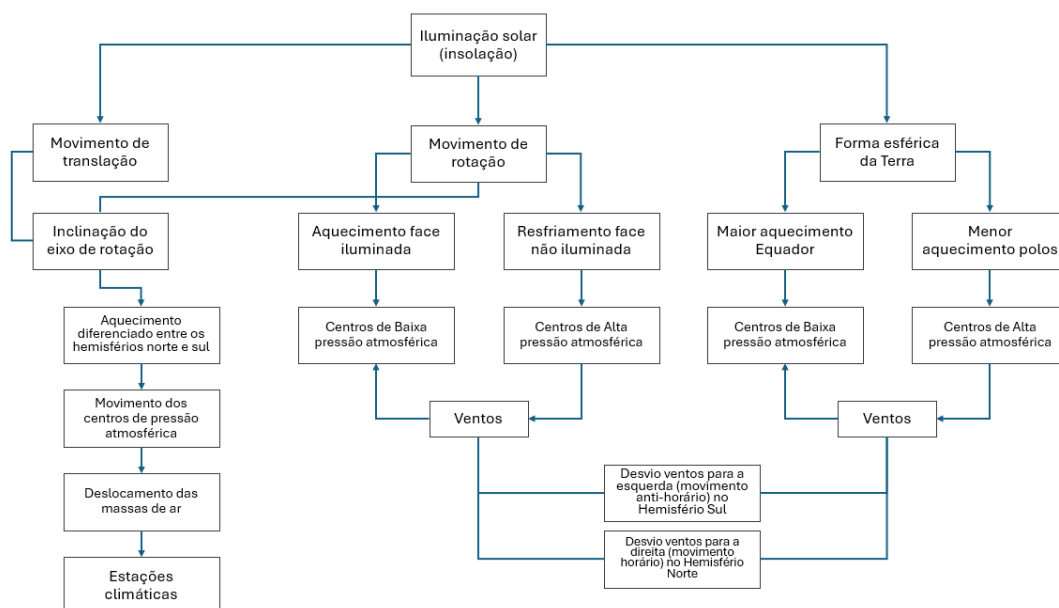 Iluminação solar
(insolação)
Movimento de
translação
Movimento de
rotação
Forma esférica
da Terra
Inclinação do
eixo de rotação
Aquecimento face
iluminada
Resfriamento face
não iluminada
Maior aquecimento
Equador
Menor
aquecimento polos
Aquecimento
diferenciado entre os
hemisférios norte e sul
Centros de Baixa
pressão atmosférica
Centros de Alta
pressão atmosférica
Centros de Baixa
pressão atmosférica
Centros de Alta
pressão atmosférica
Movimento dos
centros de pressão
atmosférica
Ventos
Ventos
Deslocamento das
massas de ar
Desvio ventos para a
esquerda (movimento
anti-horário) no
Hemisfério Sul
Desvio ventos para a
direita (movimento
horário) no Hemisfério
Norte
Estações
climáticas